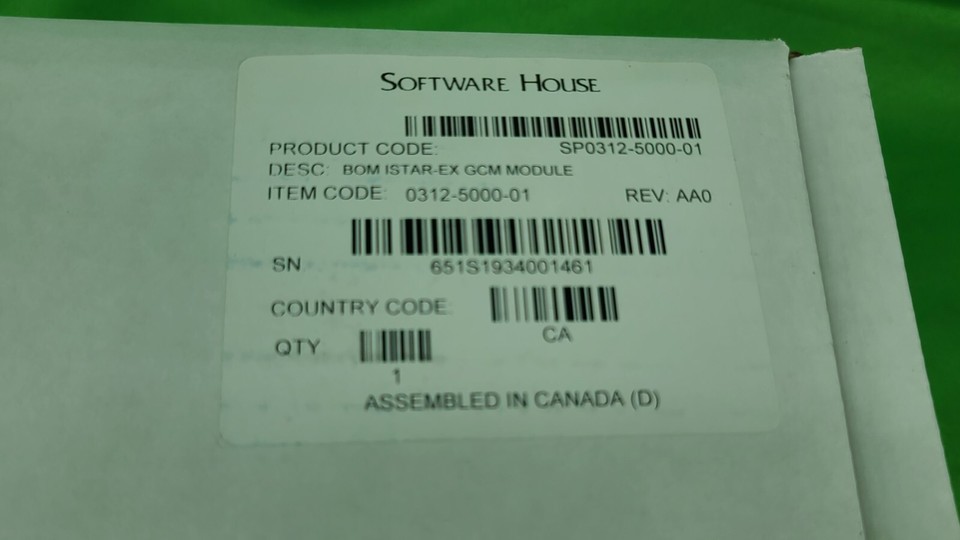 SOFTWARE HOUSE
PRODUCT CODE: SP0312-5000-01
DESC: BOM ISTAR-EX GCM MODULE
ITEM CODE: 0312-5000-01 REV: AA0
SN 651S1934001461
COUNTRY CODE:
CA
QTY
1
ASSEMBLED IN CANADA (D)